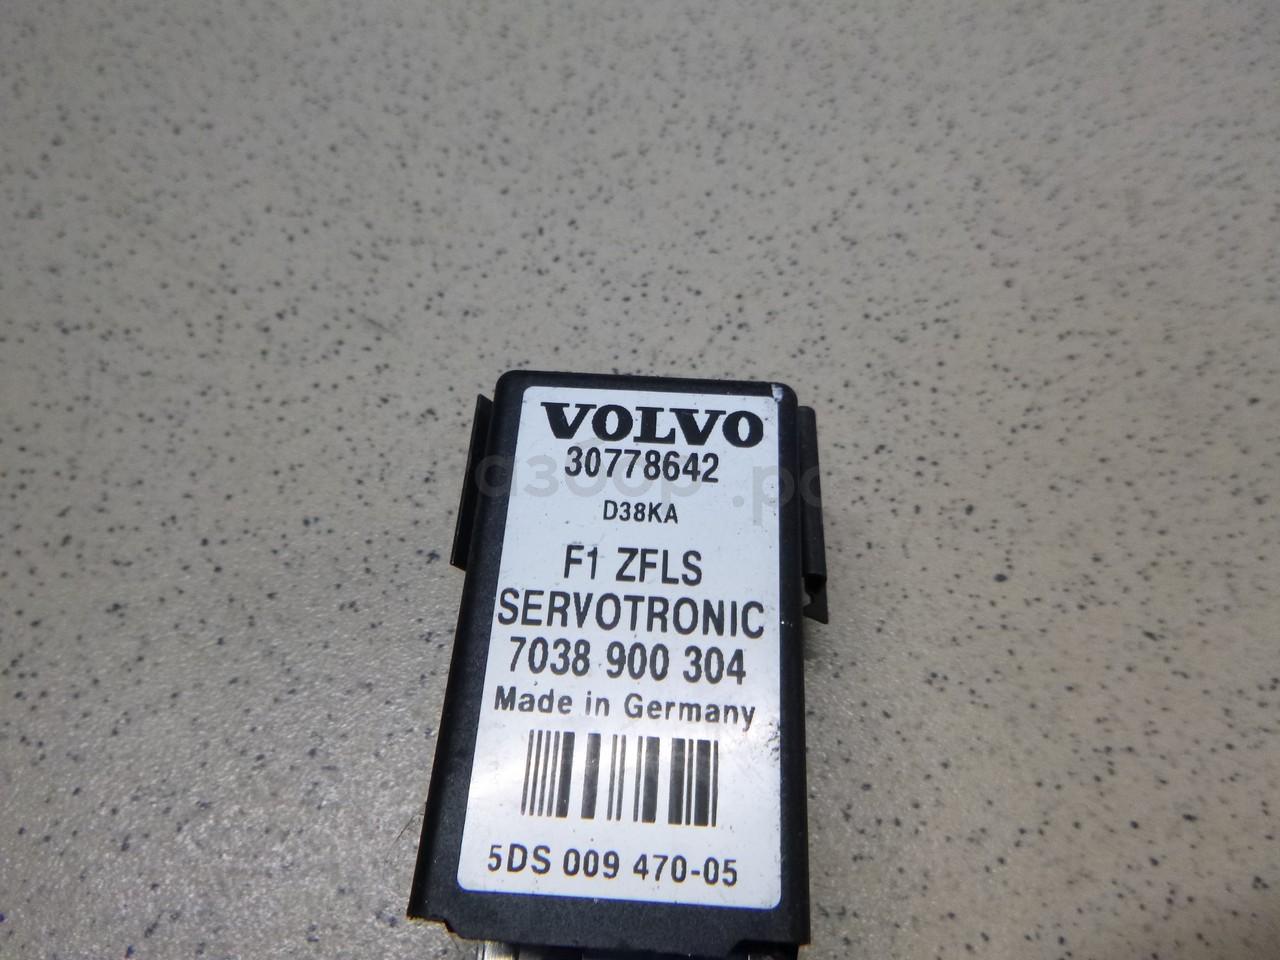 VOLVO
30778642
D38KA
F1 ZFLS
SERVOTRONIC
7038 900 304
Made in Germany
5DS 009 470-05